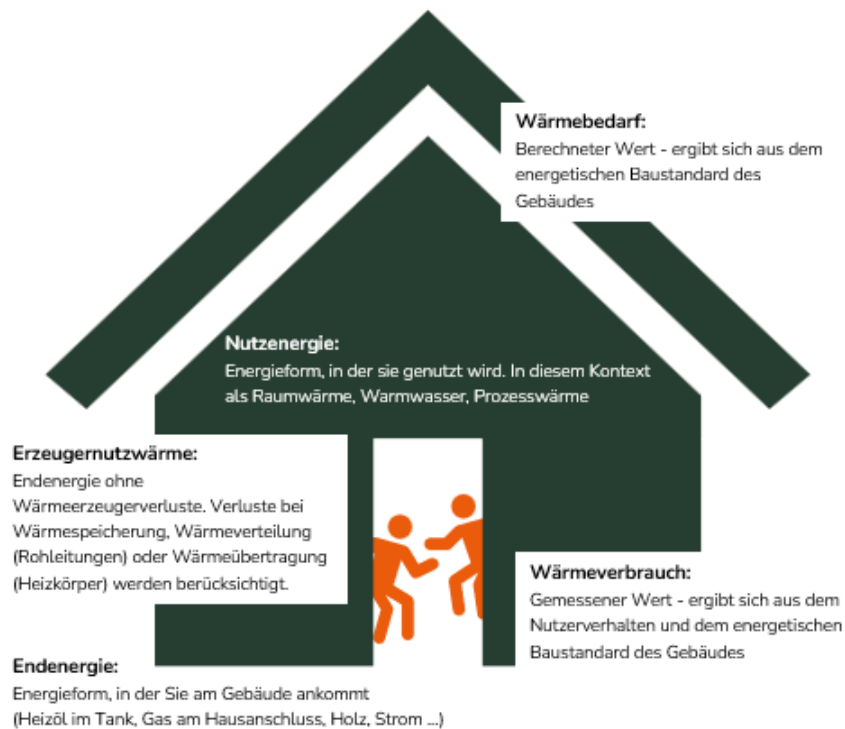 Wärmebedarf:
Berechneter Wert - ergibt sich aus dem
energetischen Baustandard des
Gebäudes
Nutzenergie:
Energieform, in der sie genutzt wird. In diesem Kontext
als Raumwärme, Warmwasser, Prozesswärme
Erzeugernutzwärme:
Endenergie ohne
Wärmeerzeugerverluste. Verluste bei
Wärmespeicherung, Wärmeverteilung
(Rohleitungen) oder Wärmeübertragung
(Heizkörper) werden berücksichtigt.
Wärmeverbrauch:
Gemessener Wert - ergibt sich aus dem
Nutzerverhalten und dem energetischen
Baustandard des Gebäudes
Endenergie:
Energieform, in der Sie am Gebäude ankommt
(Heizöl im Tank, Gas am Hausanschluss, Holz, Strom ...)